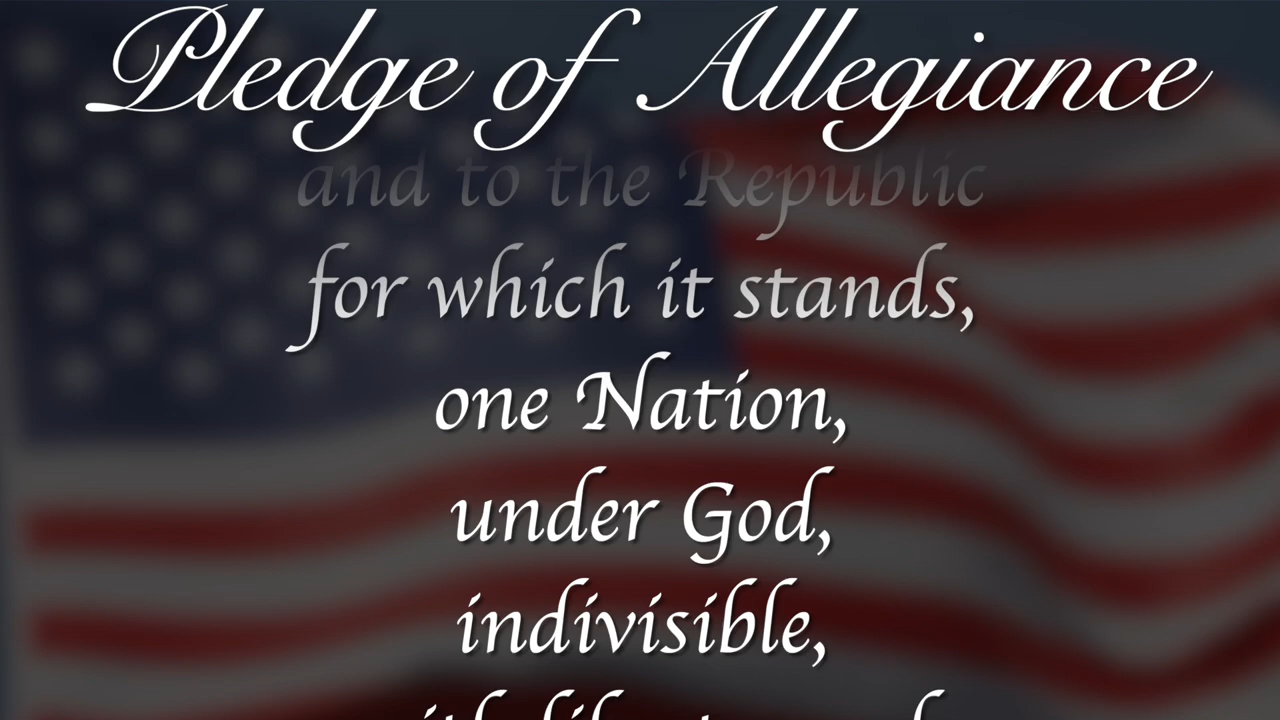 Pledge of Allegiance
and to the Republic
for which it stands,
one Nation,
under God,
indivisible,